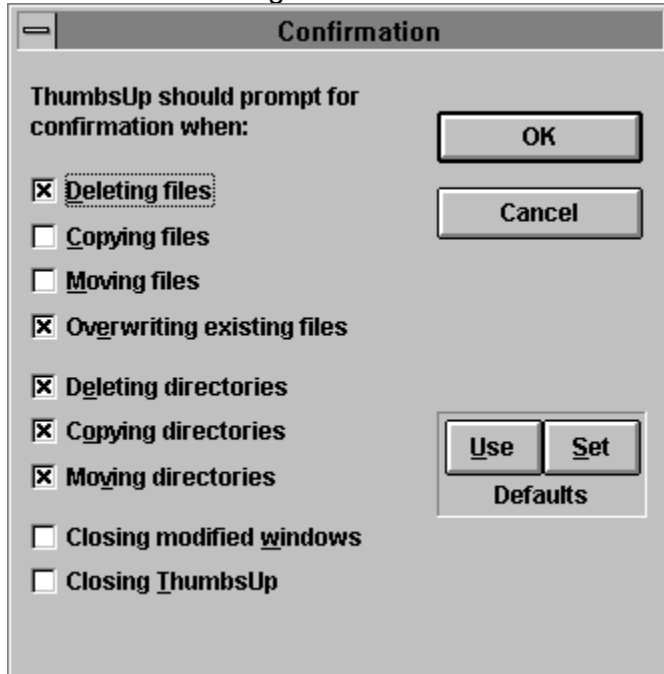 Confirmation
ThumbsUp should prompt for
confirmation when:
OK
Deleting files
Cancel
Copying files
Moving files
Overwriting existing files
Deleting directories
Copying directories
Use Set
Moving directories
Defaults
Closing modified windows
Closing ThumbsUp